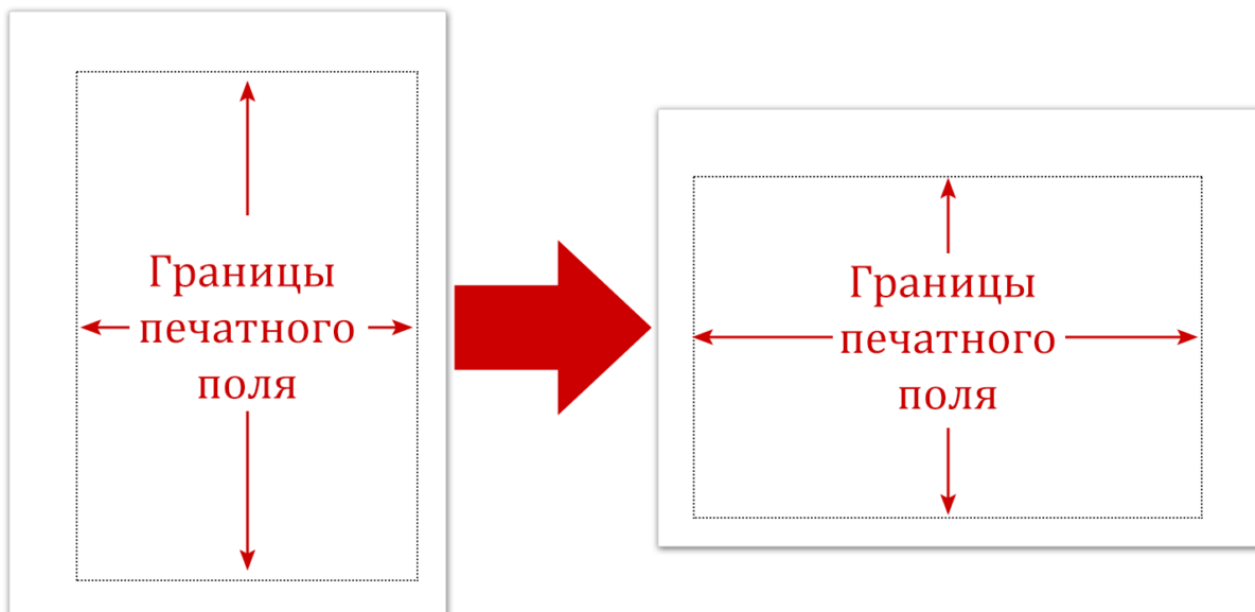 Границы
печатного
поля
Границы
печатного
поля